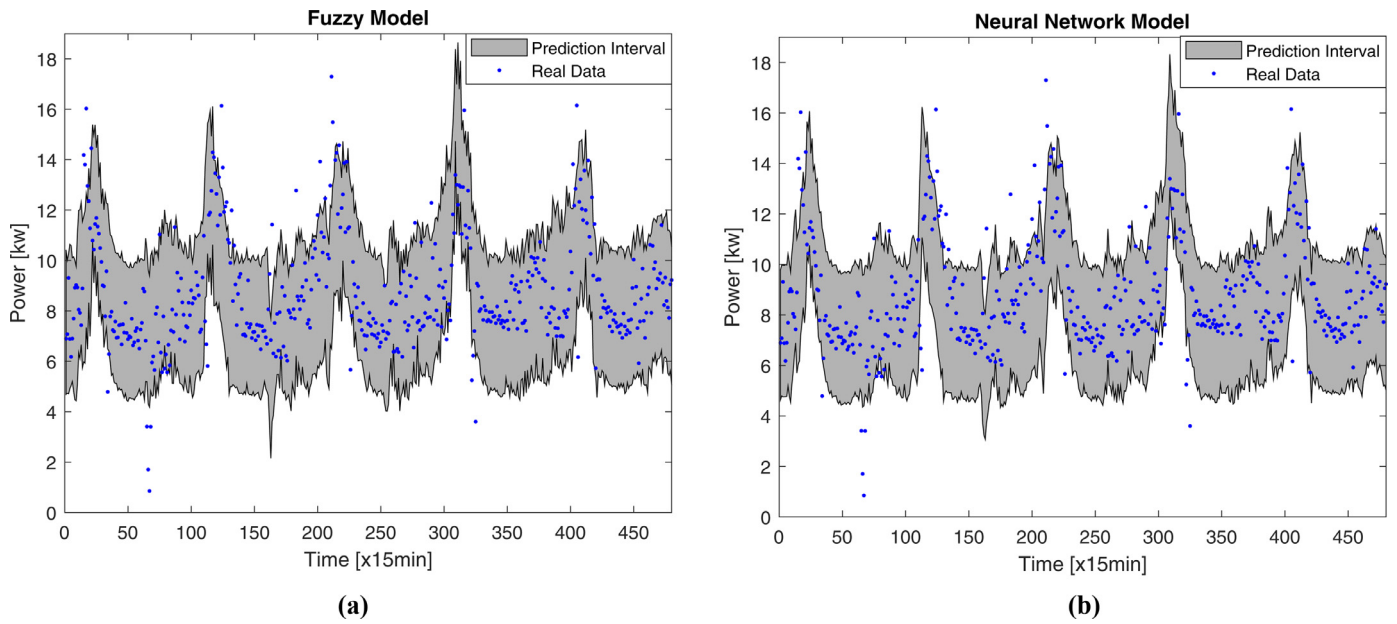 Fuzzy Model
Prediction Interval
Real Data
Power [kw]
18
16
14
12
10
8
6
4
2
0
0 50 100 150 200 250 300 350 400 450
Time [x15min]
(a)
Neural Network Model
Prediction Interval
Real Data
Power [kw]
18
16
14
12
10
8
6
4
2
0
0 50 100 150 200 250 300 350 400 450
Time [x15min]
(b)